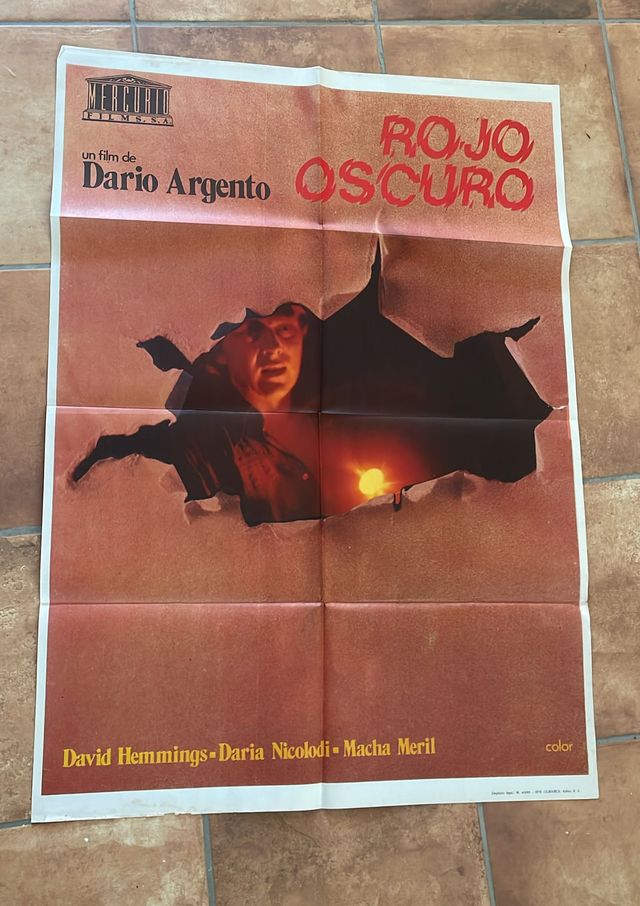 MERCURIO
FILMS. S.A.
un film de
Dario Argento
ROJO
OSCURO
David Hemmings - Daria Nicolodi - Macha Meril
color